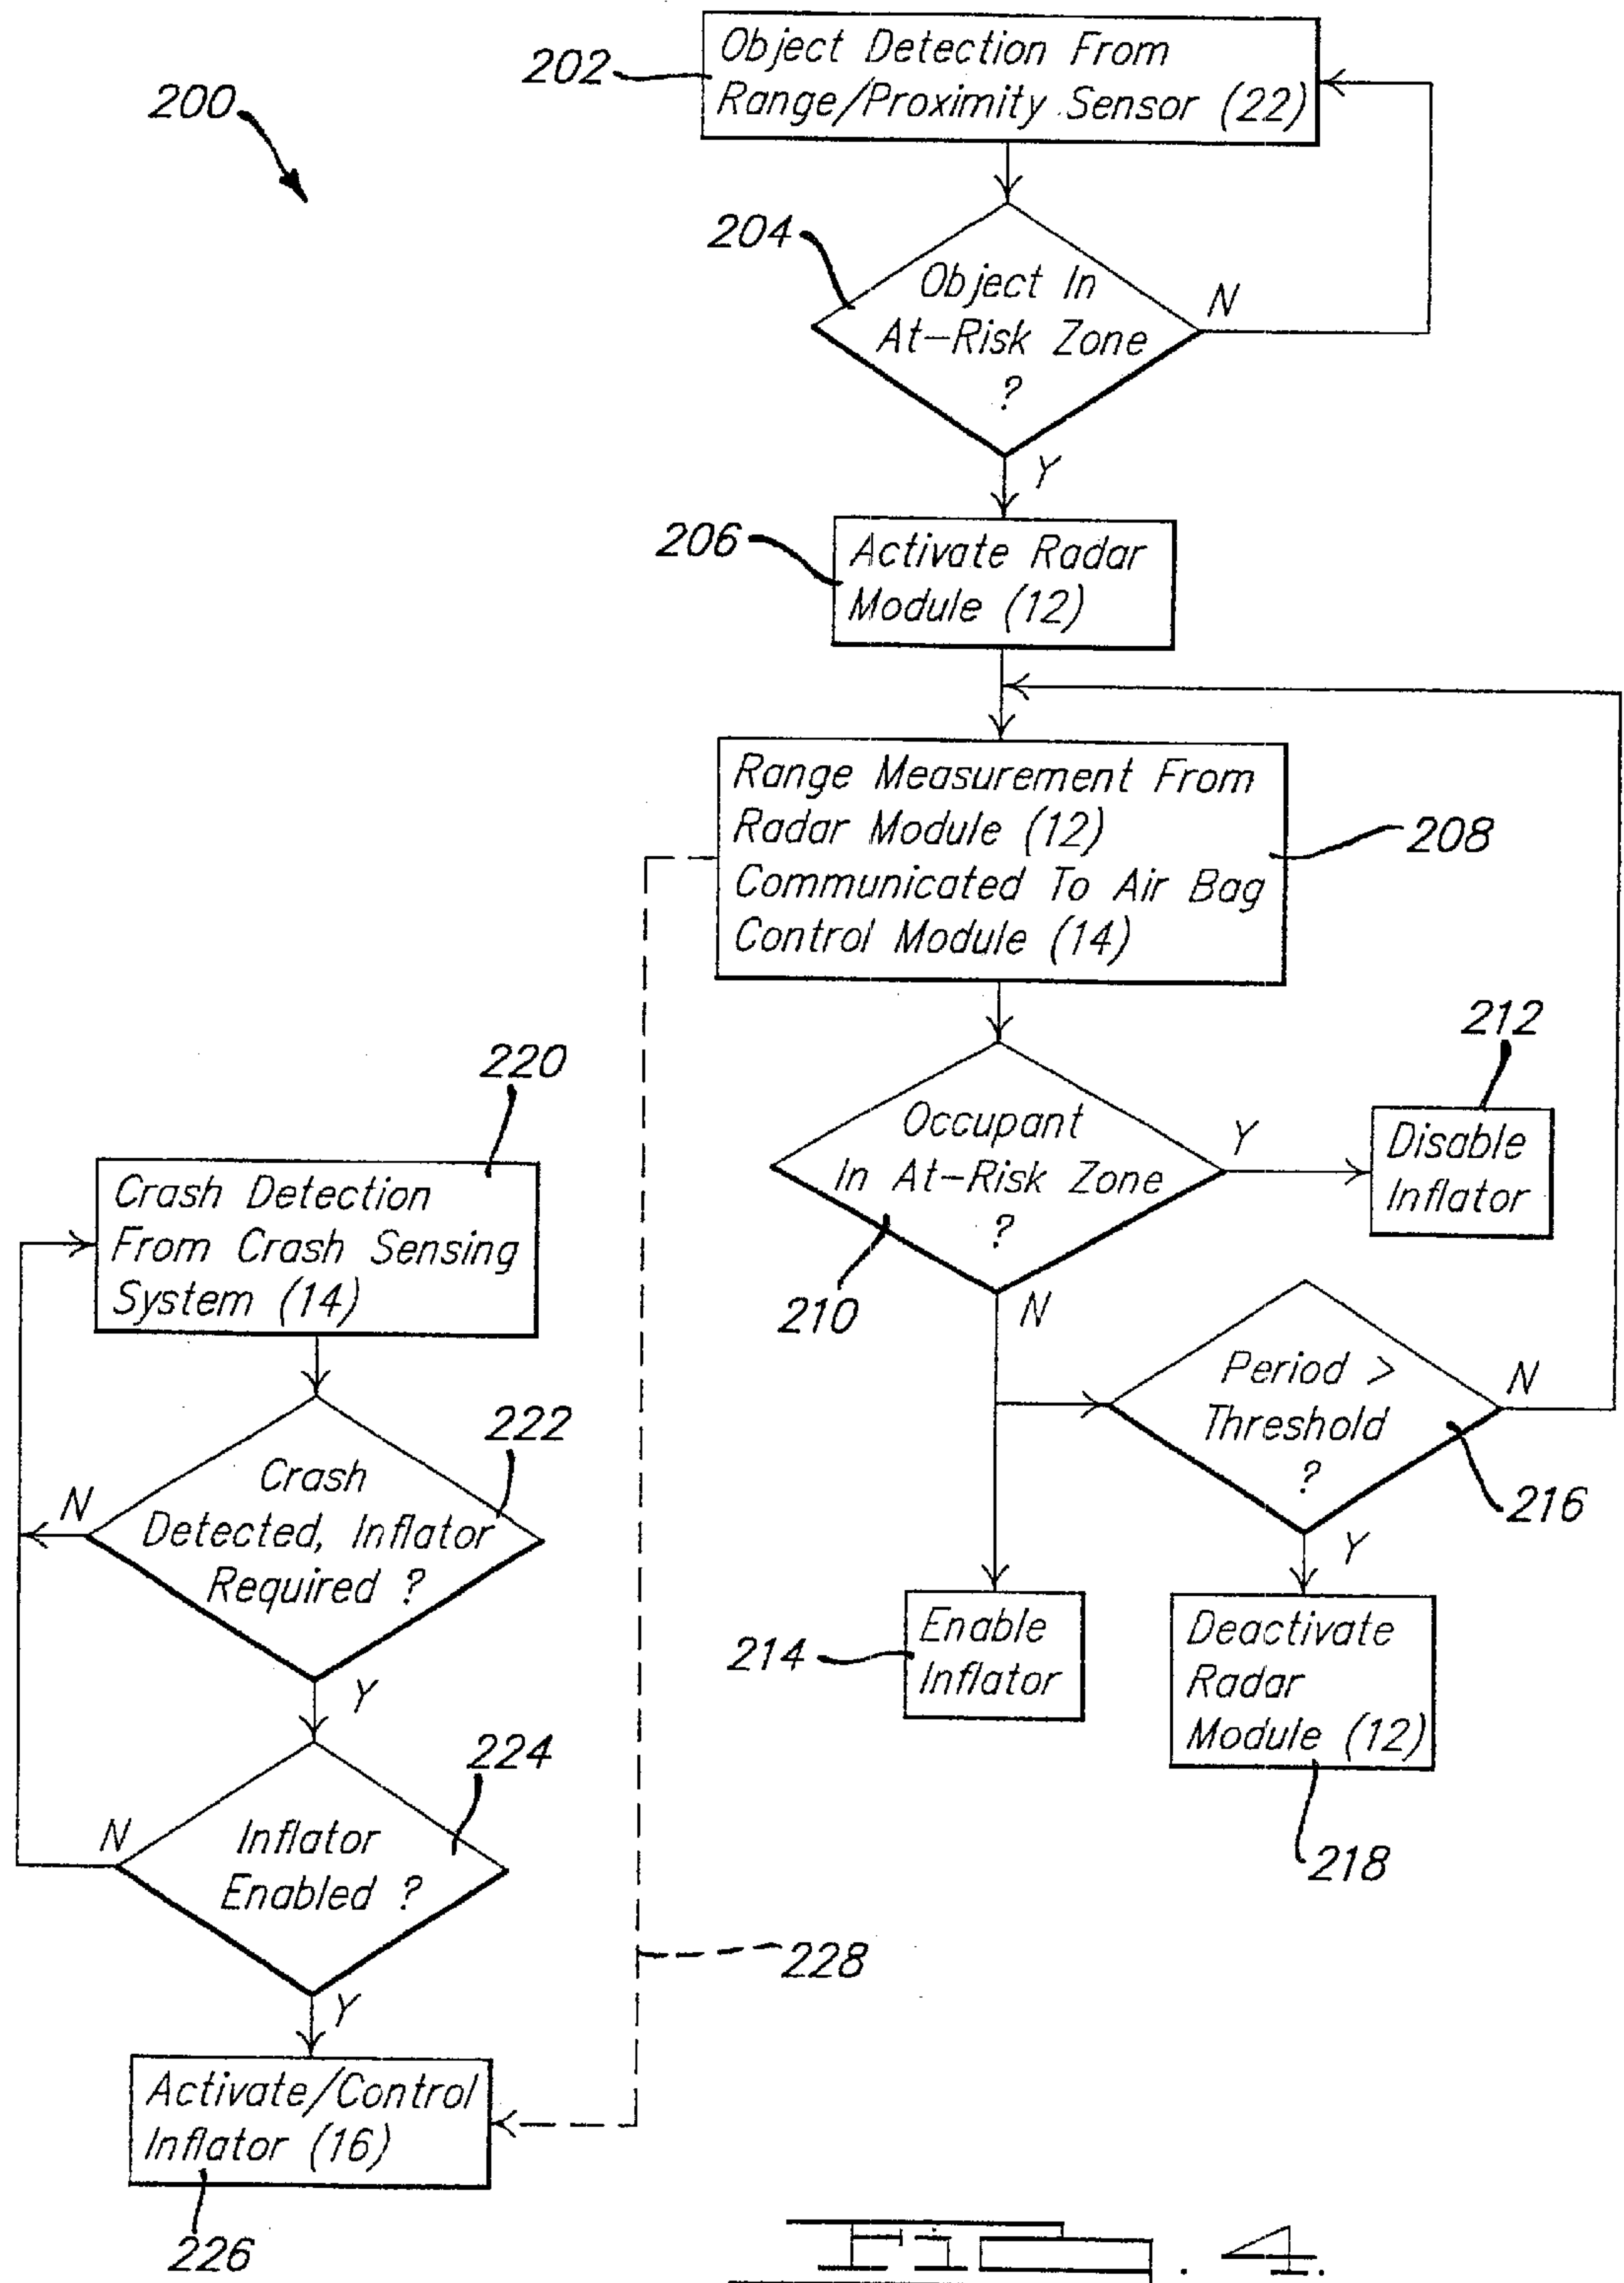 200
202
Object Detection From
Range/Proximity Sensor (22)
204
Object In
At-Risk Zone
?
N
Y
206
Activate Radar
Module (12)
Range Measurement From
Radar Module (12)
Communicated To Air Bag
Control Module (14)
208
210
Occupant
In At-Risk Zone
?
Y
N
212
Disable
Inflator
Period >
Threshold
?
N
Y
216
214
Enable
Inflator
Deactivate
Radar
Module (12)
218
220
Crash Detection
From Crash Sensing
System (14)
222
Crash
Detected, Inflator
Required ?
N
Y
224
Inflator
Enabled ?
N
Y
228
Activate/Control
Inflator (16)
226
FIG. 4.